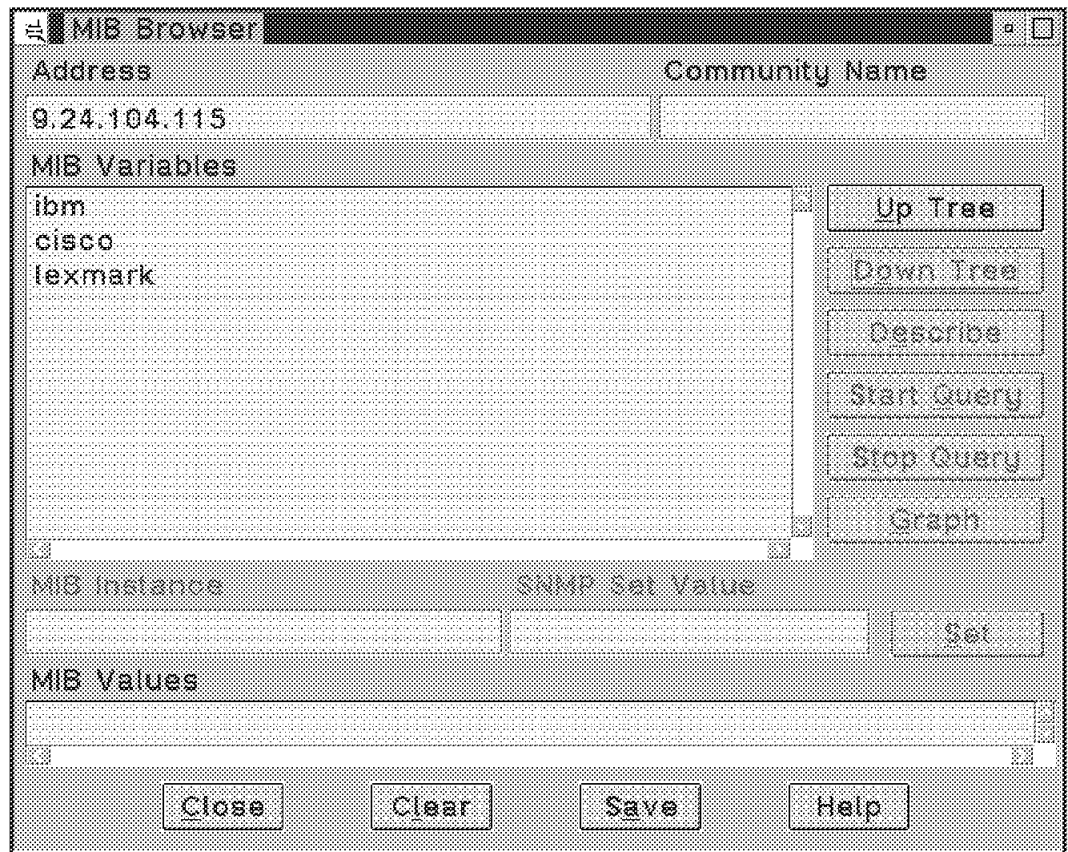 MIB Browser
Address Community Name
9.24.104.115
MIB Variables
ibm
cisco
lexmark
Up Tree
Down Tree
Describe
Start Query
Stop Query
Graph
MIB Instance SNMP Set Value
Set
MIB Values
Close Clear Save Help